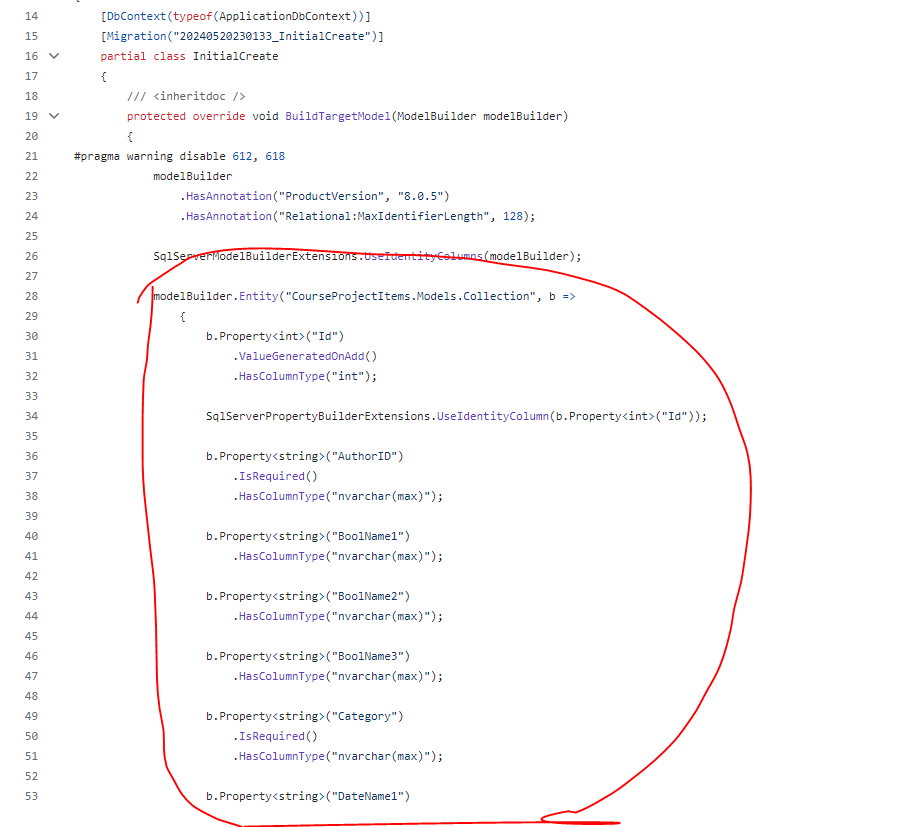 14 [DbContext(typeof(ApplicationDbContext))]
15 [Migration("20240520230133_InitialCreate")]
16 partial class InitialCreate
17 {
18 /// <inheritdoc />
19 protected override void BuildTargetModel(ModelBuilder modelBuilder)
20 {
21 #pragma warning disable 612, 618
22 modelBuilder
23 .HasAnnotation("ProductVersion", "8.0.5")
24 .HasAnnotation("Relational:MaxIdentifierLength", 128);
25
26 SqlServerModelBuilderExtensions.UseIdentityColumns(modelBuilder);
27
28 modelBuilder.Entity("CourseProjectItems.Models.Collection", b =>
29 {
30 b.Property<int>("Id")
31 .ValueGeneratedOnAdd()
32 .HasColumnType("int");
33
34 SqlServerPropertyBuilderExtensions.UseIdentityColumn(b.Property<int>("Id"));
35
36 b.Property<string>("AuthorID")
37 .IsRequired()
38 .HasColumnType("nvarchar(max)");
39
40 b.Property<string>("BoolName1")
41 .HasColumnType("nvarchar(max)");
42
43 b.Property<string>("BoolName2")
44 .HasColumnType("nvarchar(max)");
45
46 b.Property<string>("BoolName3")
47 .HasColumnType("nvarchar(max)");
48
49 b.Property<string>("Category")
50 .IsRequired()
51 .HasColumnType("nvarchar(max)");
52
53 b.Property<string>("DateName1")